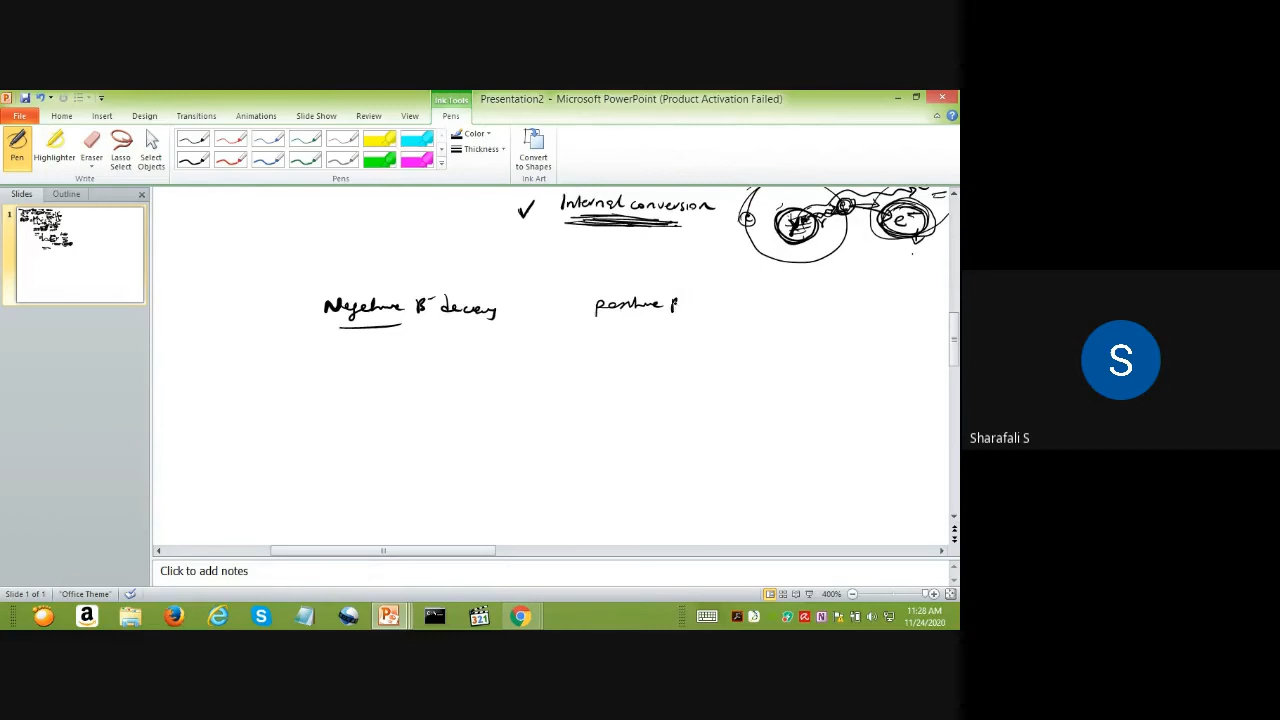 Ink Tools
Presentation2 - Microsoft PowerPoint (Product Activation Failed)
File Home Insert Design Transitions Animations Slide Show Review View Pens
Pen Highlighter Eraser Lasso Select Select Objects
Color
Thickness
Convert to Shapes
Write Pens Ink Art
Slides Outline
1
Internal conversion
e-
Negative β- decay positive β
Sharafali S
S
Click to add notes
Slide 1 of 1 "Office Theme" 400%
321
11:28 AM
11/24/2020